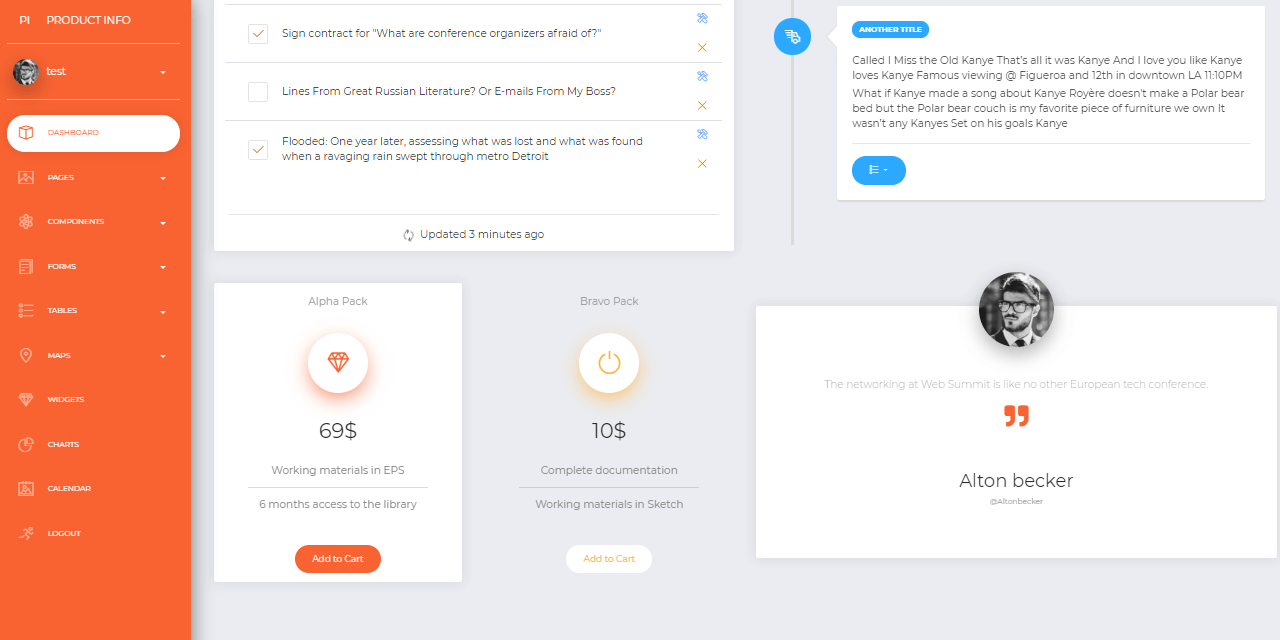 PI PRODUCT INFO
test
DASHBOARD
PAGES
COMPONENTS
FORMS
TABLES
MAPS
WIDGETS
CHARTS
CALENDAR
LOGOUT
Sign contract for "What are conference organizers afraid of?"
Lines From Great Russian Literature? Or E-mails From My Boss?
Flooded: One year later, assessing what was lost and what was found
when a ravaging rain swept through metro Detroit
Updated 3 minutes ago
ANOTHER TITLE
Called I Miss the Old Kanye That's all it was Kanye And I love you like Kanye
loves Kanye Famous viewing @ Figueroa and 12th in downtown LA 11:10PM
What if Kanye made a song about Kanye Royère doesn't make a Polar bear
bed but the Polar bear couch is my favorite piece of furniture we own It
wasn't any Kanyes Set on his goals Kanye
Alpha Pack
69$
Working materials in EPS
6 months access to the library
Add to Cart
Bravo Pack
10$
Complete documentation
Working materials in Sketch
Add to Cart
The networking at Web Summit is like no other European tech conference.
Alton becker
@Altonbecker